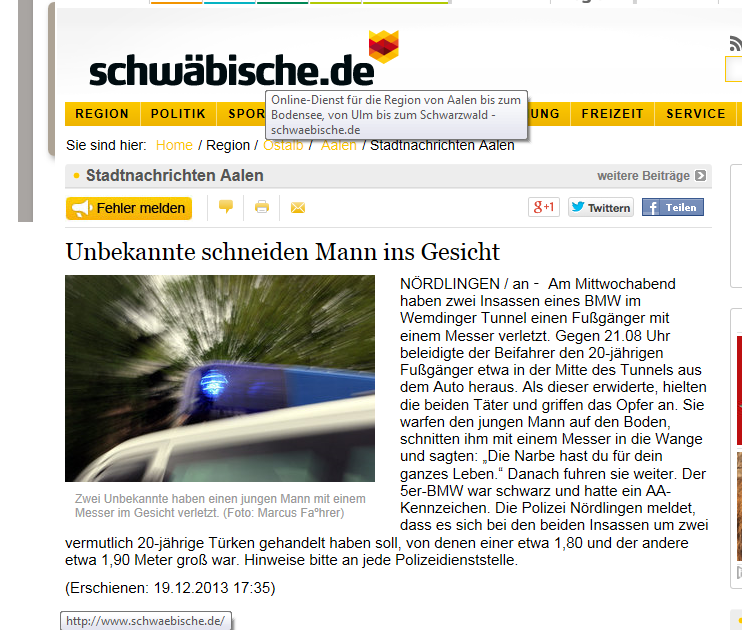 schwäbische.de
REGION POLITIK SPOR UNG FREIZEIT SERVICE
Online-Dienst für die Region von Aalen bis zum
Bodensee, von Ulm bis zum Schwarzwald -
schwaebische.de
Sie sind hier: Home / Region / Ostalb / Aalen / Stadtnachrichten Aalen
Stadtnachrichten Aalen weitere Beiträge
Fehler melden g+1 Twittern f Teilen
Unbekannte schneiden Mann ins Gesicht
NÖRDLINGEN / an - Am Mittwochabend
haben zwei Insassen eines BMW im
Wemdinger Tunnel einen Fußgänger mit
einem Messer verletzt. Gegen 21.08 Uhr
beleidigte der Beifahrer den 20-jährigen
Fußgänger etwa in der Mitte des Tunnels aus
dem Auto heraus. Als dieser erwiderte, hielten
die beiden Täter und griffen das Opfer an. Sie
warfen den jungen Mann auf den Boden,
schnitten ihm mit einem Messer in die Wange
und sagten: „Die Narbe hast du für dein
ganzes Leben.“ Danach fuhren sie weiter. Der
5er-BMW war schwarz und hatte ein AA-
Kennzeichen. Die Polizei Nördlingen meldet,
dass es sich bei den beiden Insassen um zwei
vermutlich 20-jährige Türken gehandelt haben soll, von denen einer etwa 1,80 und der andere
etwa 1,90 Meter groß war. Hinweise bitte an jede Polizeidienststelle.
Zwei Unbekannte haben einen jungen Mann mit einem
Messer im Gesicht verletzt. (Foto: Marcus Faºhrer)
(Erschienen: 19.12.2013 17:35)
http://www.schwaebische.de/